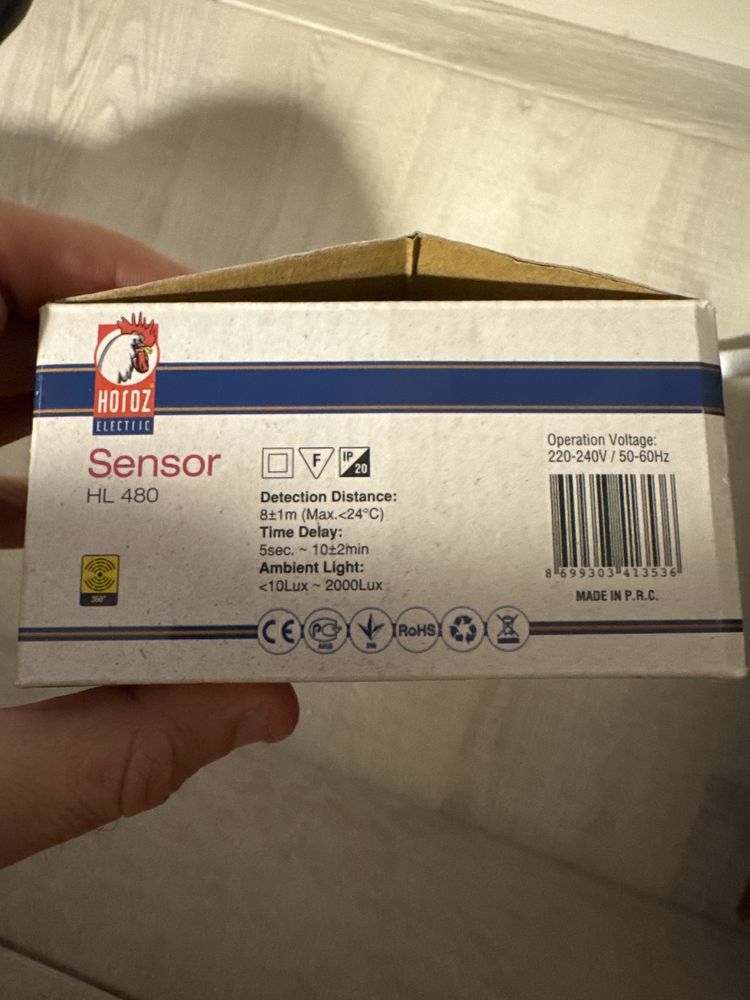 HOROZ
ELECTRIC
Sensor
HL 480
360°
F
IP
20
Detection Distance:
8±1m (Max.<24°C)
Time Delay:
5sec. ~ 10±2min
Ambient Light:
<10Lux ~ 2000Lux
Operation Voltage:
220-240V / 50-60Hz
8 699303 413536
MADE IN P.R.C.
CE
RoHS